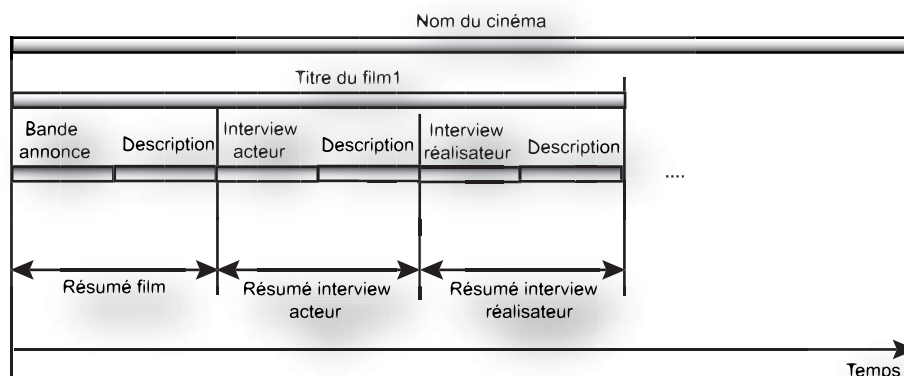 Nom du cinéma
Titre du film1
Bande
annonce
Description
Interview
acteur
Description
Interview
réalisateur
Description
....
Résumé film
Résumé interview
acteur
Résumé interview
réalisateur
Temps